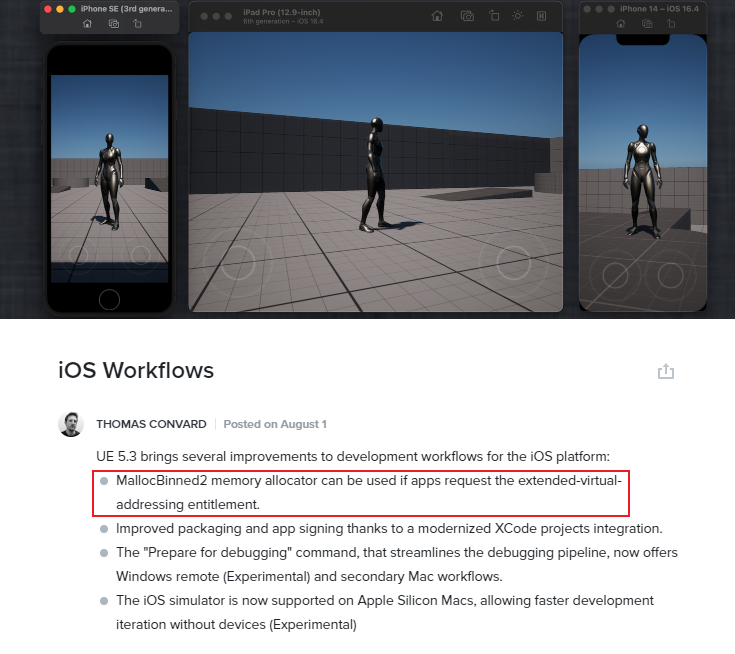 iPhone SE (3rd genera...
iPad Pro (12.9-inch)
6th generation – iOS 16.4
iPhone 14 – iOS 16.4
iOS Workflows
THOMAS CONVARD
Posted on August 1
UE 5.3 brings several improvements to development workflows for the iOS platform:
MallocBinned2 memory allocator can be used if apps request the extended-virtual-
addressing entitlement.
Improved packaging and app signing thanks to a modernized XCode projects integration.
The "Prepare for debugging" command, that streamlines the debugging pipeline, now offers
Windows remote (Experimental) and secondary Mac workflows.
The iOS simulator is now supported on Apple Silicon Macs, allowing faster development
iteration without devices (Experimental)